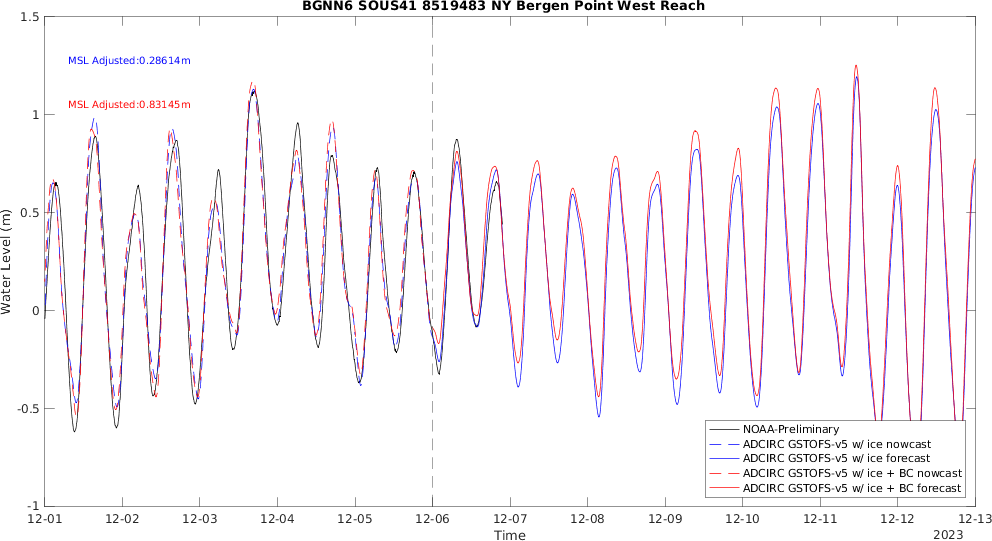 BGNN6 SOUS41 8519483 NY Bergen Point West Reach
1.5
MSL Adjusted:0.28614m
MSL Adjusted:0.83145m
1
0.5
0
-0.5
-1
Water Level (m)
NOAA-Preliminary
ADCIRC GSTOFS-v5 w/ ice nowcast
ADCIRC GSTOFS-v5 w/ ice forecast
ADCIRC GSTOFS-v5 w/ ice + BC nowcast
ADCIRC GSTOFS-v5 w/ ice + BC forecast
12-01 12-02 12-03 12-04 12-05 12-06 12-07 12-08 12-09 12-10 12-11 12-12 12-13
Time
2023